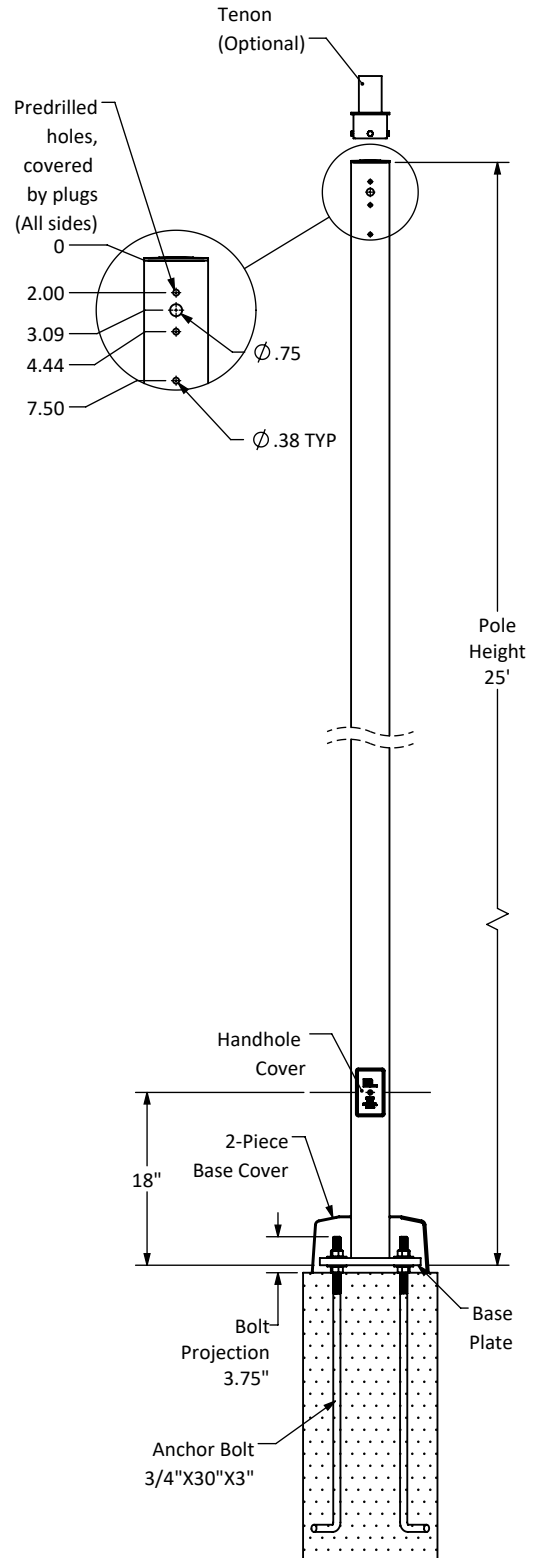 Tenon
(Optional)
Predrilled
holes,
covered
by plugs
(All sides)
0
2.00
3.09
4.44
7.50
Ø .75
Ø .38 TYP
Pole
Height
25'
Handhole
Cover
18"
2-Piece
Base Cover
Bolt
Projection
3.75"
Base
Plate
Anchor Bolt
3/4"X30"X3"